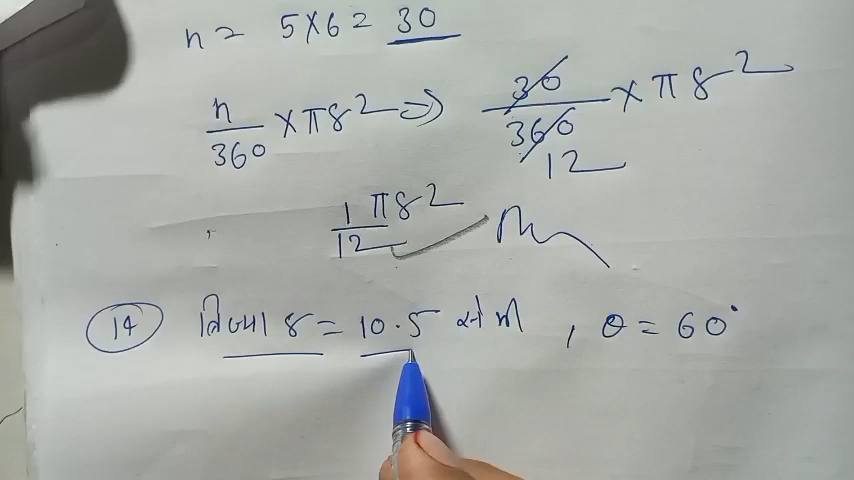 n = 5×6 = 30
n/360 × πr² ⇒ 30/360 × πr²
12
1/12 πr²
(14) त्रिज्या r = 10.5 सेमी , θ = 60°